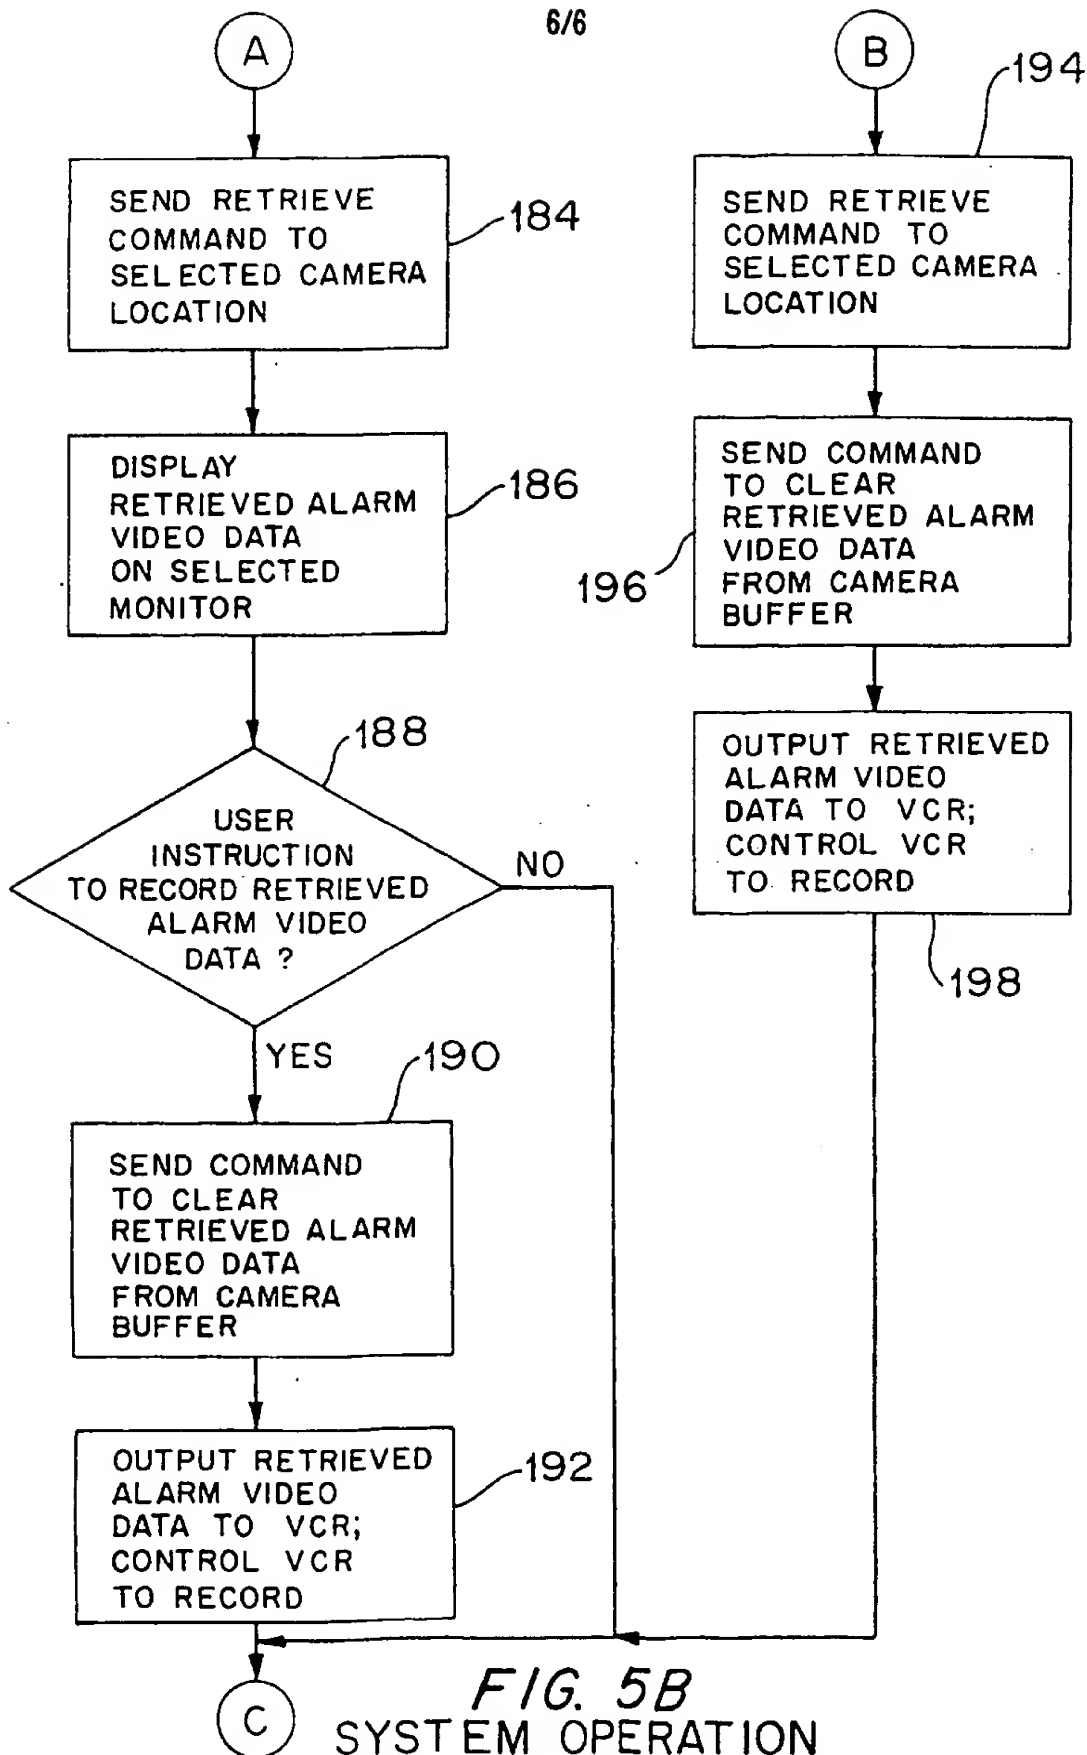 6/6
A
SEND RETRIEVE
COMMAND TO
SELECTED CAMERA
LOCATION
184
DISPLAY
RETRIEVED ALARM
VIDEO DATA
ON SELECTED
MONITOR
186
188
USER
INSTRUCTION
TO RECORD RETRIEVED
ALARM VIDEO
DATA ?
NO
YES
190
SEND COMMAND
TO CLEAR
RETRIEVED ALARM
VIDEO DATA
FROM CAMERA
BUFFER
OUTPUT RETRIEVED
ALARM VIDEO
DATA TO VCR;
CONTROL VCR
TO RECORD
192
C
B
194
SEND RETRIEVE
COMMAND TO
SELECTED CAMERA
LOCATION
SEND COMMAND
TO CLEAR
RETRIEVED ALARM
VIDEO DATA
FROM CAMERA
BUFFER
196
OUTPUT RETRIEVED
ALARM VIDEO
DATA TO VCR;
CONTROL VCR
TO RECORD
198
FIG. 5B
SYSTEM OPERATION